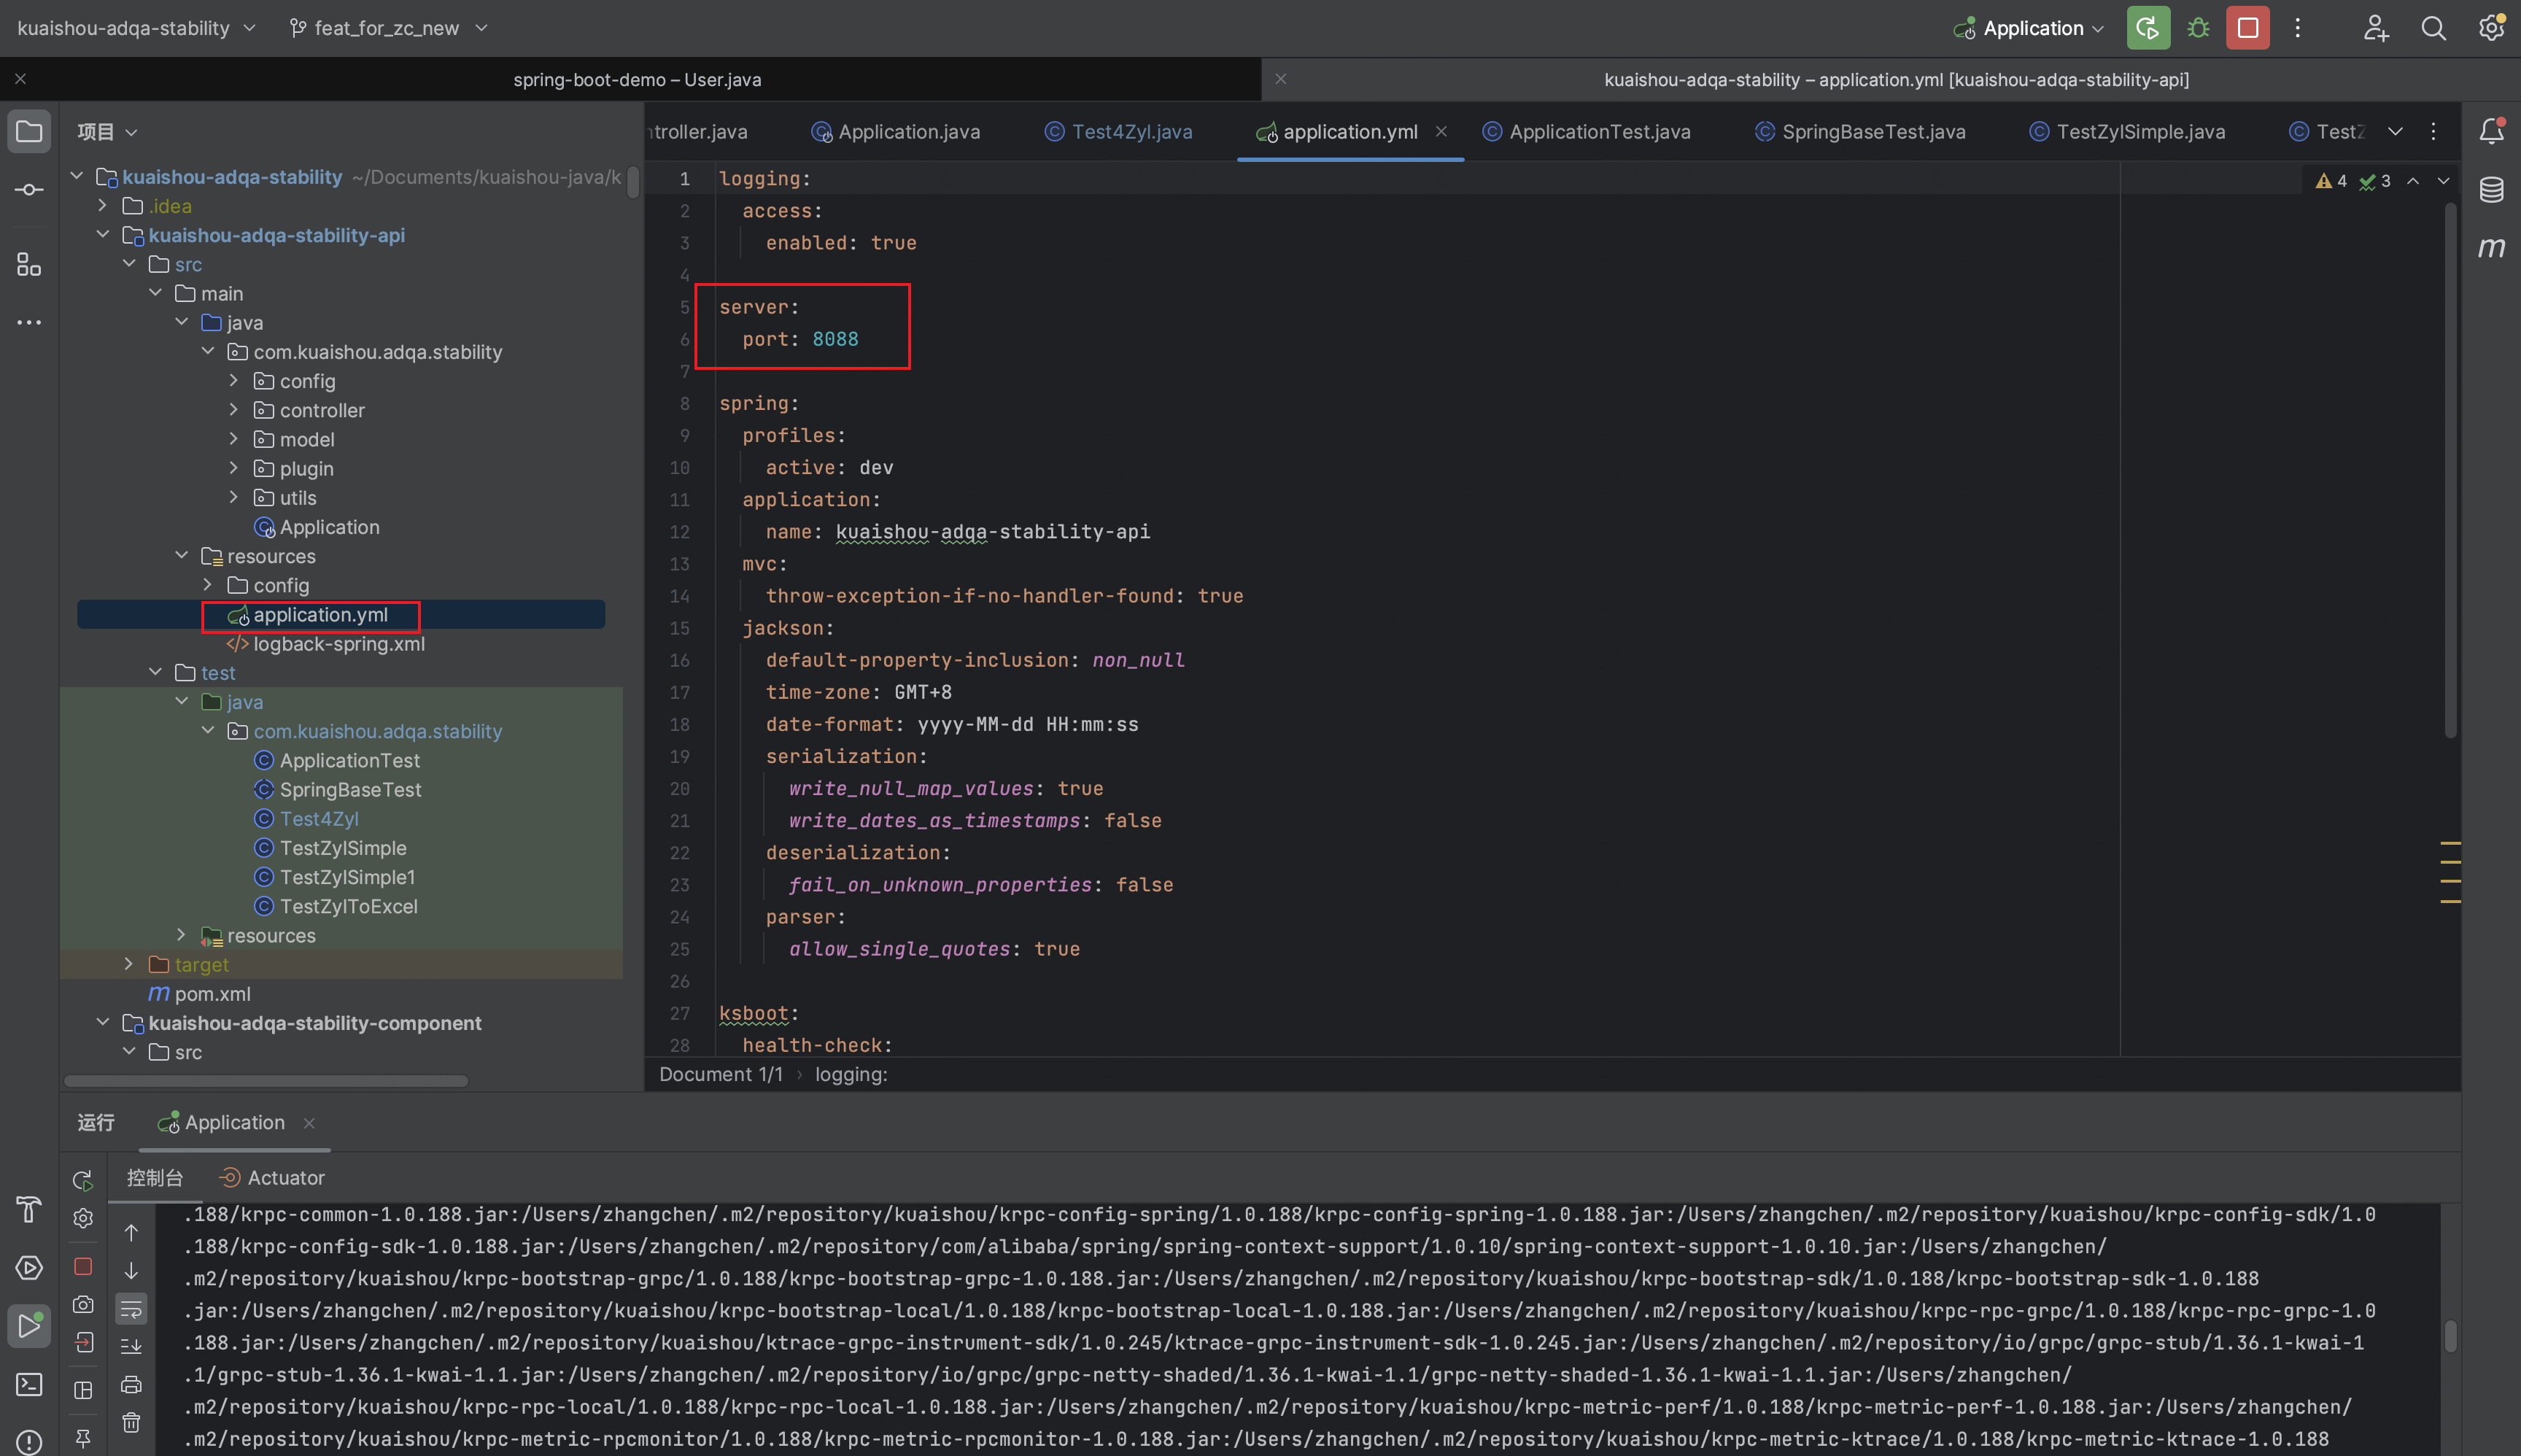 kuaishou-adqa-stability
feat_for_zc_new
Application
spring-boot-demo – User.java
kuaishou-adqa-stability – application.yml [kuaishou-adqa-stability-api]
项目
ntroller.java
Application.java
Test4Zyl.java
application.yml
ApplicationTest.java
SpringBaseTest.java
TestZylSimple.java
TestZ
kuaishou-adqa-stability ~/Documents/kuaishou-java/k
.idea
kuaishou-adqa-stability-api
src
main
java
com.kuaishou.adqa.stability
config
controller
model
plugin
utils
Application
resources
config
application.yml
logback-spring.xml
test
java
com.kuaishou.adqa.stability
ApplicationTest
SpringBaseTest
Test4Zyl
TestZylSimple
TestZylSimple1
TestZylToExcel
resources
target
pom.xml
kuaishou-adqa-stability-component
src
4 3
1 logging:
2 access:
3 enabled: true
4
5 server:
6 port: 8088
7
8 spring:
9 profiles:
10 active: dev
11 application:
12 name: kuaishou-adqa-stability-api
13 mvc:
14 throw-exception-if-no-handler-found: true
15 jackson:
16 default-property-inclusion: non_null
17 time-zone: GMT+8
18 date-format: yyyy-MM-dd HH:mm:ss
19 serialization:
20 write_null_map_values: true
21 write_dates_as_timestamps: false
22 deserialization:
23 fail_on_unknown_properties: false
24 parser:
25 allow_single_quotes: true
26
27 ksboot:
28 health-check:
Document 1/1 › logging:
运行
Application
控制台
Actuator
.188/krpc-common-1.0.188.jar:/Users/zhangchen/.m2/repository/kuaishou/krpc-config-spring/1.0.188/krpc-config-spring-1.0.188.jar:/Users/zhangchen/.m2/repository/kuaishou/krpc-config-sdk/1.0
.188/krpc-config-sdk-1.0.188.jar:/Users/zhangchen/.m2/repository/com/alibaba/spring/spring-context-support/1.0.10/spring-context-support-1.0.10.jar:/Users/zhangchen/
.m2/repository/kuaishou/krpc-bootstrap-grpc/1.0.188/krpc-bootstrap-grpc-1.0.188.jar:/Users/zhangchen/.m2/repository/kuaishou/krpc-bootstrap-sdk/1.0.188/krpc-bootstrap-sdk-1.0.188
.jar:/Users/zhangchen/.m2/repository/kuaishou/krpc-bootstrap-local/1.0.188/krpc-bootstrap-local-1.0.188.jar:/Users/zhangchen/.m2/repository/kuaishou/krpc-rpc-grpc/1.0.188/krpc-rpc-grpc-1.0
.188.jar:/Users/zhangchen/.m2/repository/kuaishou/ktrace-grpc-instrument-sdk/1.0.245/ktrace-grpc-instrument-sdk-1.0.245.jar:/Users/zhangchen/.m2/repository/io/grpc/grpc-stub/1.36.1-kwai-1
.1/grpc-stub-1.36.1-kwai-1.1.jar:/Users/zhangchen/.m2/repository/io/grpc/grpc-netty-shaded/1.36.1-kwai-1.1/grpc-netty-shaded-1.36.1-kwai-1.1.jar:/Users/zhangchen/
.m2/repository/kuaishou/krpc-rpc-local/1.0.188/krpc-rpc-local-1.0.188.jar:/Users/zhangchen/.m2/repository/kuaishou/krpc-metric-perf/1.0.188/krpc-metric-perf-1.0.188.jar:/Users/zhangchen/
.m2/repository/kuaishou/krpc-metric-rpcmonitor/1.0.188/krpc-metric-rpcmonitor-1.0.188.jar:/Users/zhangchen/.m2/repository/kuaishou/krpc-metric-ktrace/1.0.188/krpc-metric-ktrace-1.0.188